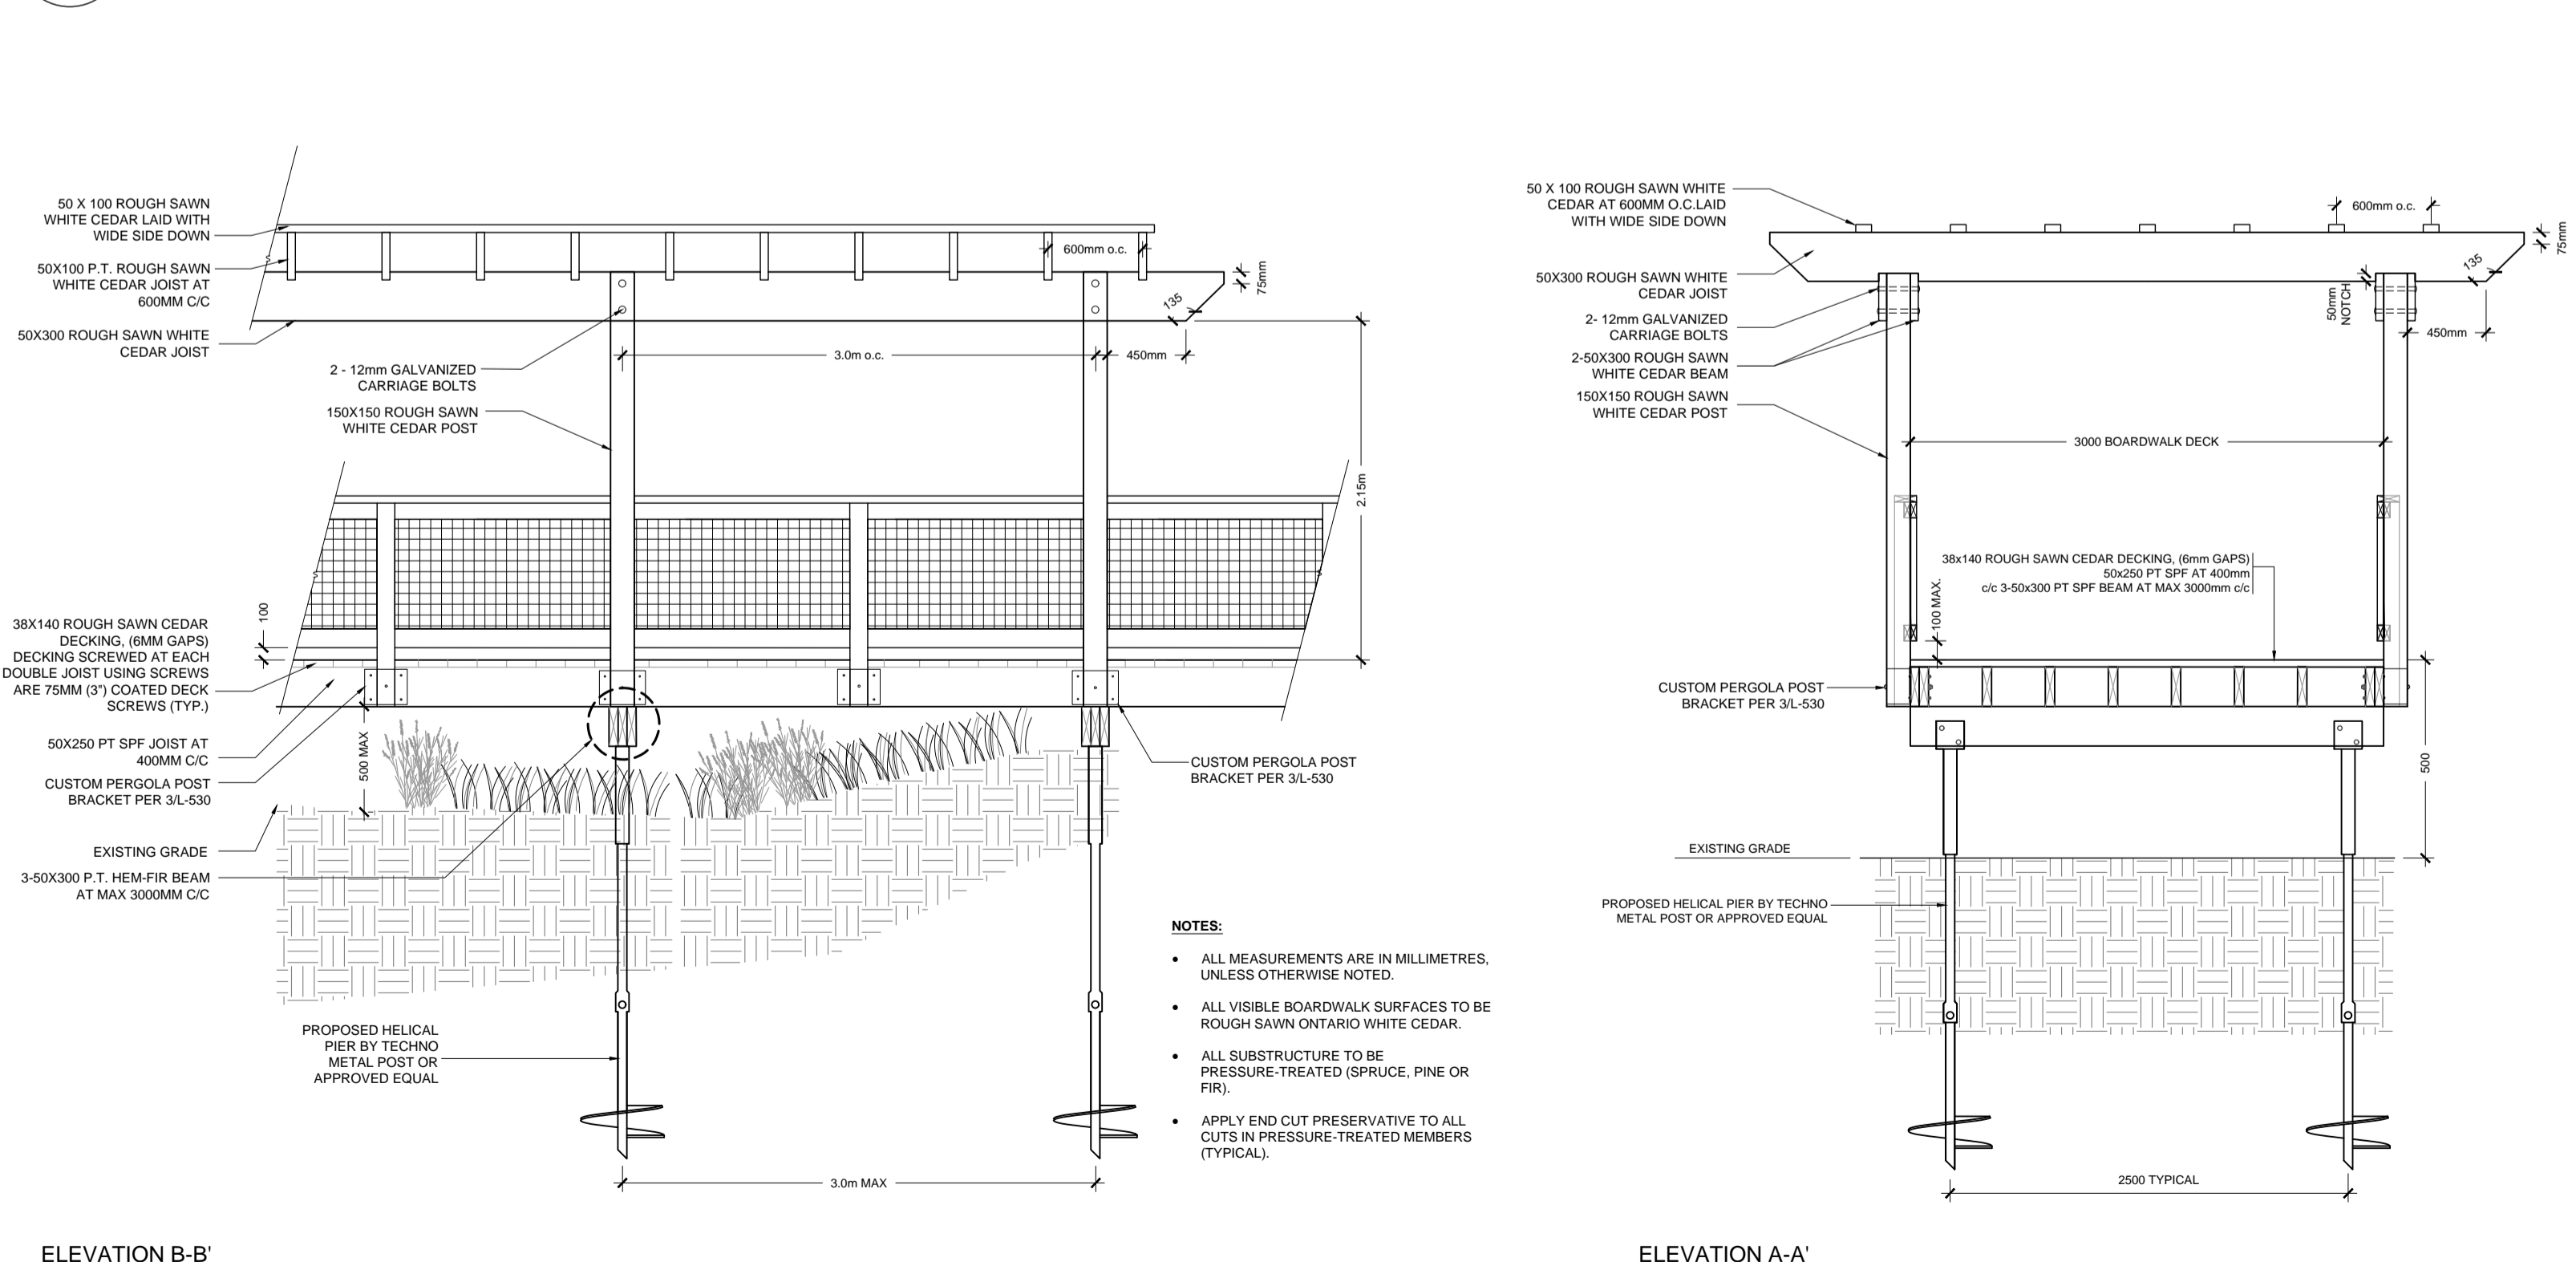 50 X 100 ROUGH SAWN
WHITE CEDAR LAID WITH
WIDE SIDE DOWN
50X100 P.T. ROUGH SAWN
WHITE CEDAR JOIST AT
600MM C/C
50X300 ROUGH SAWN WHITE
CEDAR JOIST
2 - 12mm GALVANIZED
CARRIAGE BOLTS
150X150 ROUGH SAWN
WHITE CEDAR POST
600mm o.c.
75mm
135
3.0m o.c.
450mm
2.15m
100
38X140 ROUGH SAWN CEDAR
DECKING, (6MM GAPS)
DECKING SCREWED AT EACH
DOUBLE JOIST USING SCREWS
ARE 75MM (3") COATED DECK
SCREWS (TYP.)
50X250 PT SPF JOIST AT
400MM C/C
CUSTOM PERGOLA POST
BRACKET PER 3/L-530
500 MAX
EXISTING GRADE
3-50X300 P.T. HEM-FIR BEAM
AT MAX 3000MM C/C
CUSTOM PERGOLA POST
BRACKET PER 3/L-530
PROPOSED HELICAL
PIER BY TECHNO
METAL POST OR
APPROVED EQUAL
3.0m MAX
NOTES:
• ALL MEASUREMENTS ARE IN MILLIMETRES,
UNLESS OTHERWISE NOTED.
• ALL VISIBLE BOARDWALK SURFACES TO BE
ROUGH SAWN ONTARIO WHITE CEDAR.
• ALL SUBSTRUCTURE TO BE
PRESSURE-TREATED (SPRUCE, PINE OR
FIR).
• APPLY END CUT PRESERVATIVE TO ALL
CUTS IN PRESSURE-TREATED MEMBERS
(TYPICAL).
ELEVATION B-B'
50 X 100 ROUGH SAWN WHITE
CEDAR AT 600MM O.C.LAID
WITH WIDE SIDE DOWN
50X300 ROUGH SAWN WHITE
CEDAR JOIST
2- 12mm GALVANIZED
CARRIAGE BOLTS
2-50X300 ROUGH SAWN
WHITE CEDAR BEAM
150X150 ROUGH SAWN
WHITE CEDAR POST
600mm o.c.
75mm
135
50mm
NOTCH
450mm
3000 BOARDWALK DECK
38x140 ROUGH SAWN CEDAR DECKING, (6mm GAPS)
50x250 PT SPF AT 400mm
c/c 3-50x300 PT SPF BEAM AT MAX 3000mm c/c
100 MAX.
CUSTOM PERGOLA POST
BRACKET PER 3/L-530
500
EXISTING GRADE
PROPOSED HELICAL PIER BY TECHNO
METAL POST OR APPROVED EQUAL
2500 TYPICAL
ELEVATION A-A'